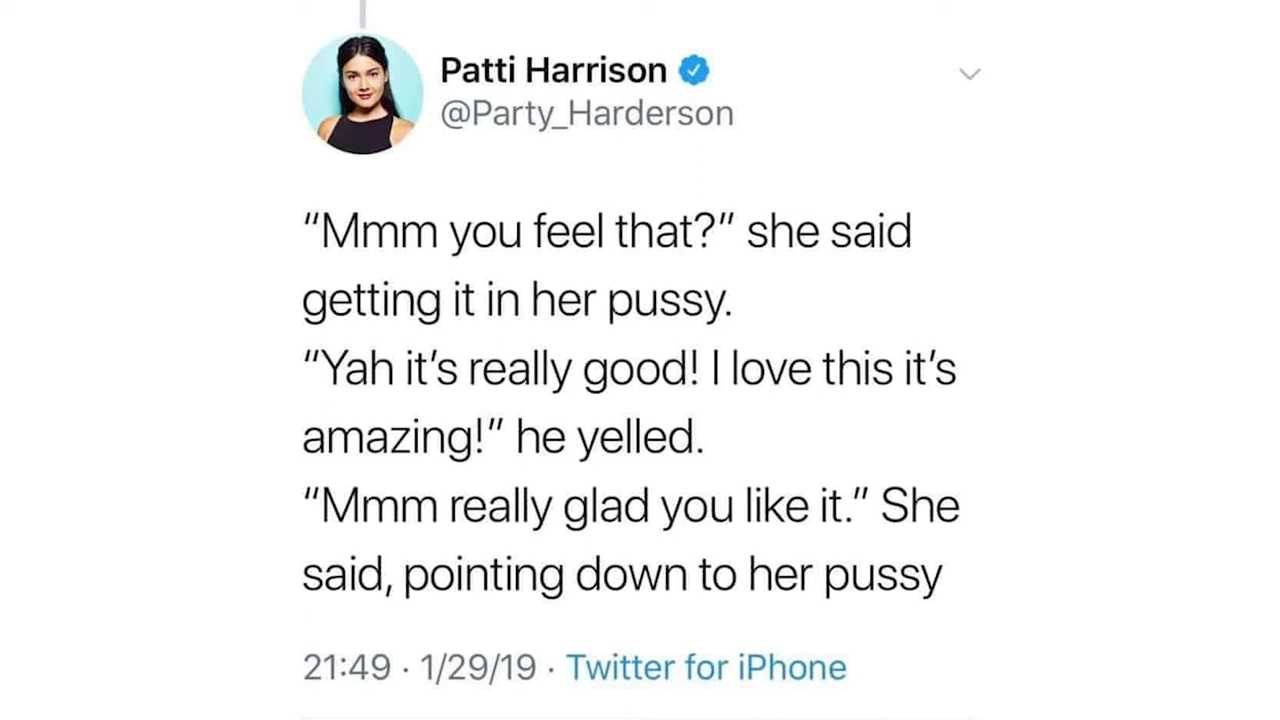 Patti Harrison
@Party_Harderson
“Mmm you feel that?” she said
getting it in her pussy.
“Yah it’s really good! I love this it’s
amazing!” he yelled.
“Mmm really glad you like it.” She
said, pointing down to her pussy
21:49 · 1/29/19 · Twitter for iPhone